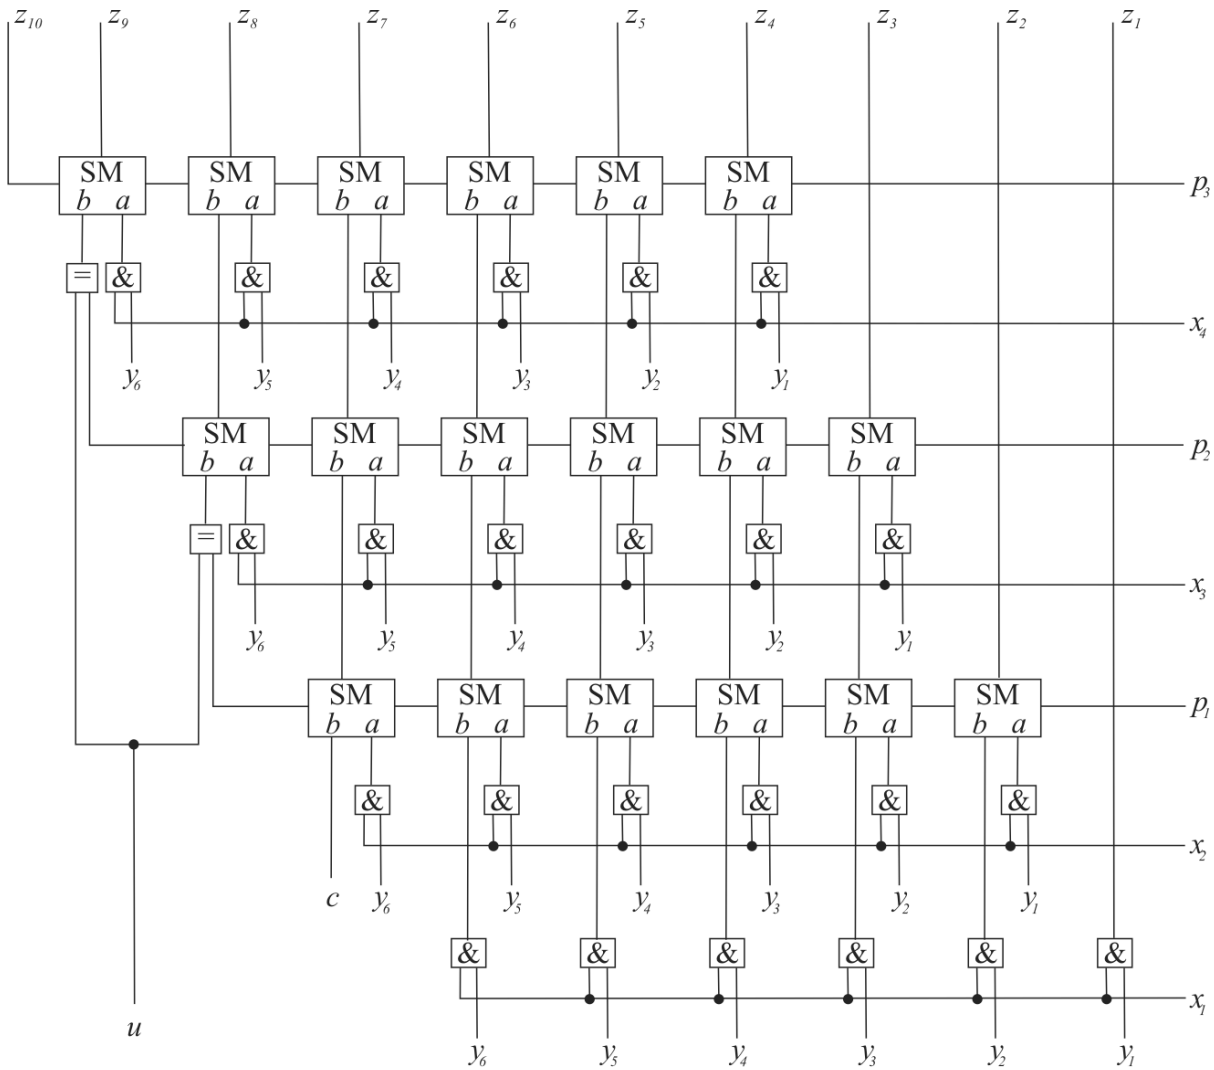 z₁₀ z₉ z₈ z₇ z₆ z₅ z₄ z₃ z₂ z₁
SM SM SM SM SM SM
b a b a b a b a b a b a p₃
= & & & & & &
x₄
y₆ y₅ y₄ y₃ y₂ y₁
SM SM SM SM SM SM p₂
b a b a b a b a b a b a
= & & & & & &
x₃
y₆ y₅ y₄ y₃ y₂ y₁
SM SM SM SM SM SM p₁
b a b a b a b a b a b a
& & & & & &
x₂
c y₆ y₅ y₄ y₃ y₂ y₁
& & & & & &
x₁
u y₆ y₅ y₄ y₃ y₂ y₁